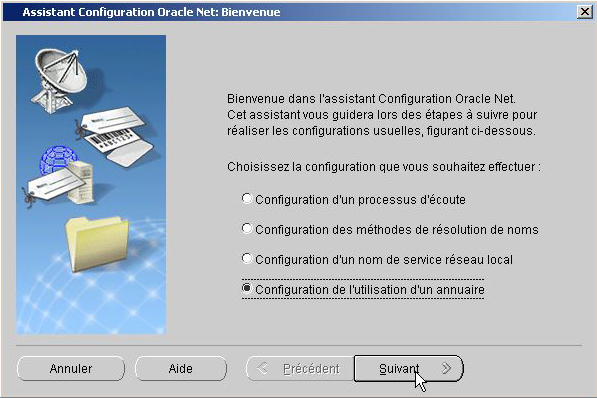 Assistant Configuration Oracle Net: Bienvenue
Bienvenue dans l'assistant Configuration Oracle Net.
Cet assistant vous guidera lors des étapes à suivre pour
réaliser les configurations usuelles, figurant ci-dessous.
Choisissez la configuration que vous souhaitez effectuer :
Configuration d'un processus d'écoute
Configuration des méthodes de résolution de noms
Configuration d'un nom de service réseau local
Configuration de l'utilisation d'un annuaire
Annuler
Aide
Précédent
Suivant